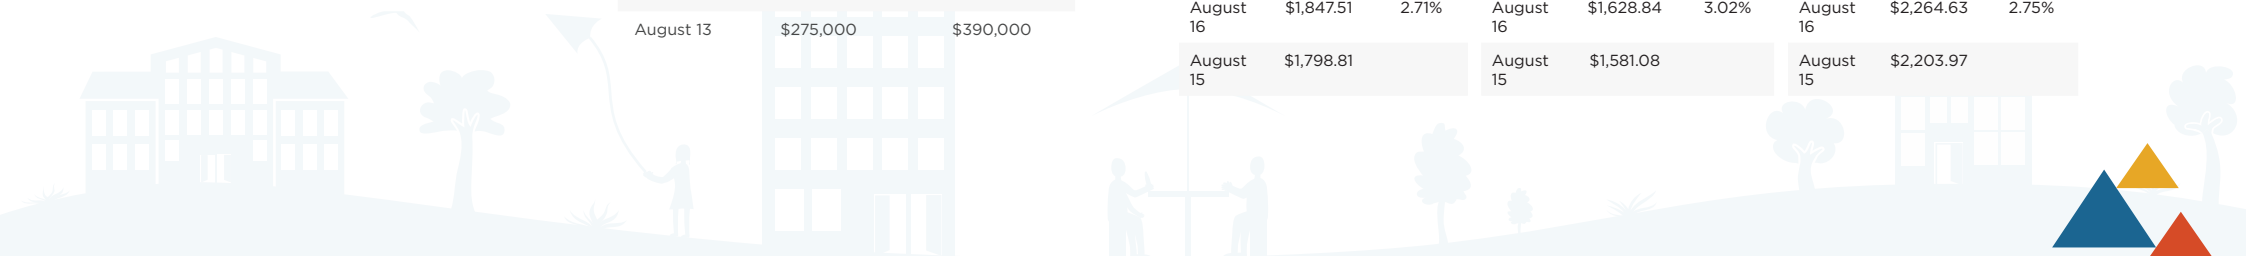 August 13 $275,000 $390,000
August 16 $1,847.51 2.71%
August 15 $1,798.81
August 16 $1,628.84 3.02%
August 15 $1,581.08
August 16 $2,264.63 2.75%
August 15 $2,203.97